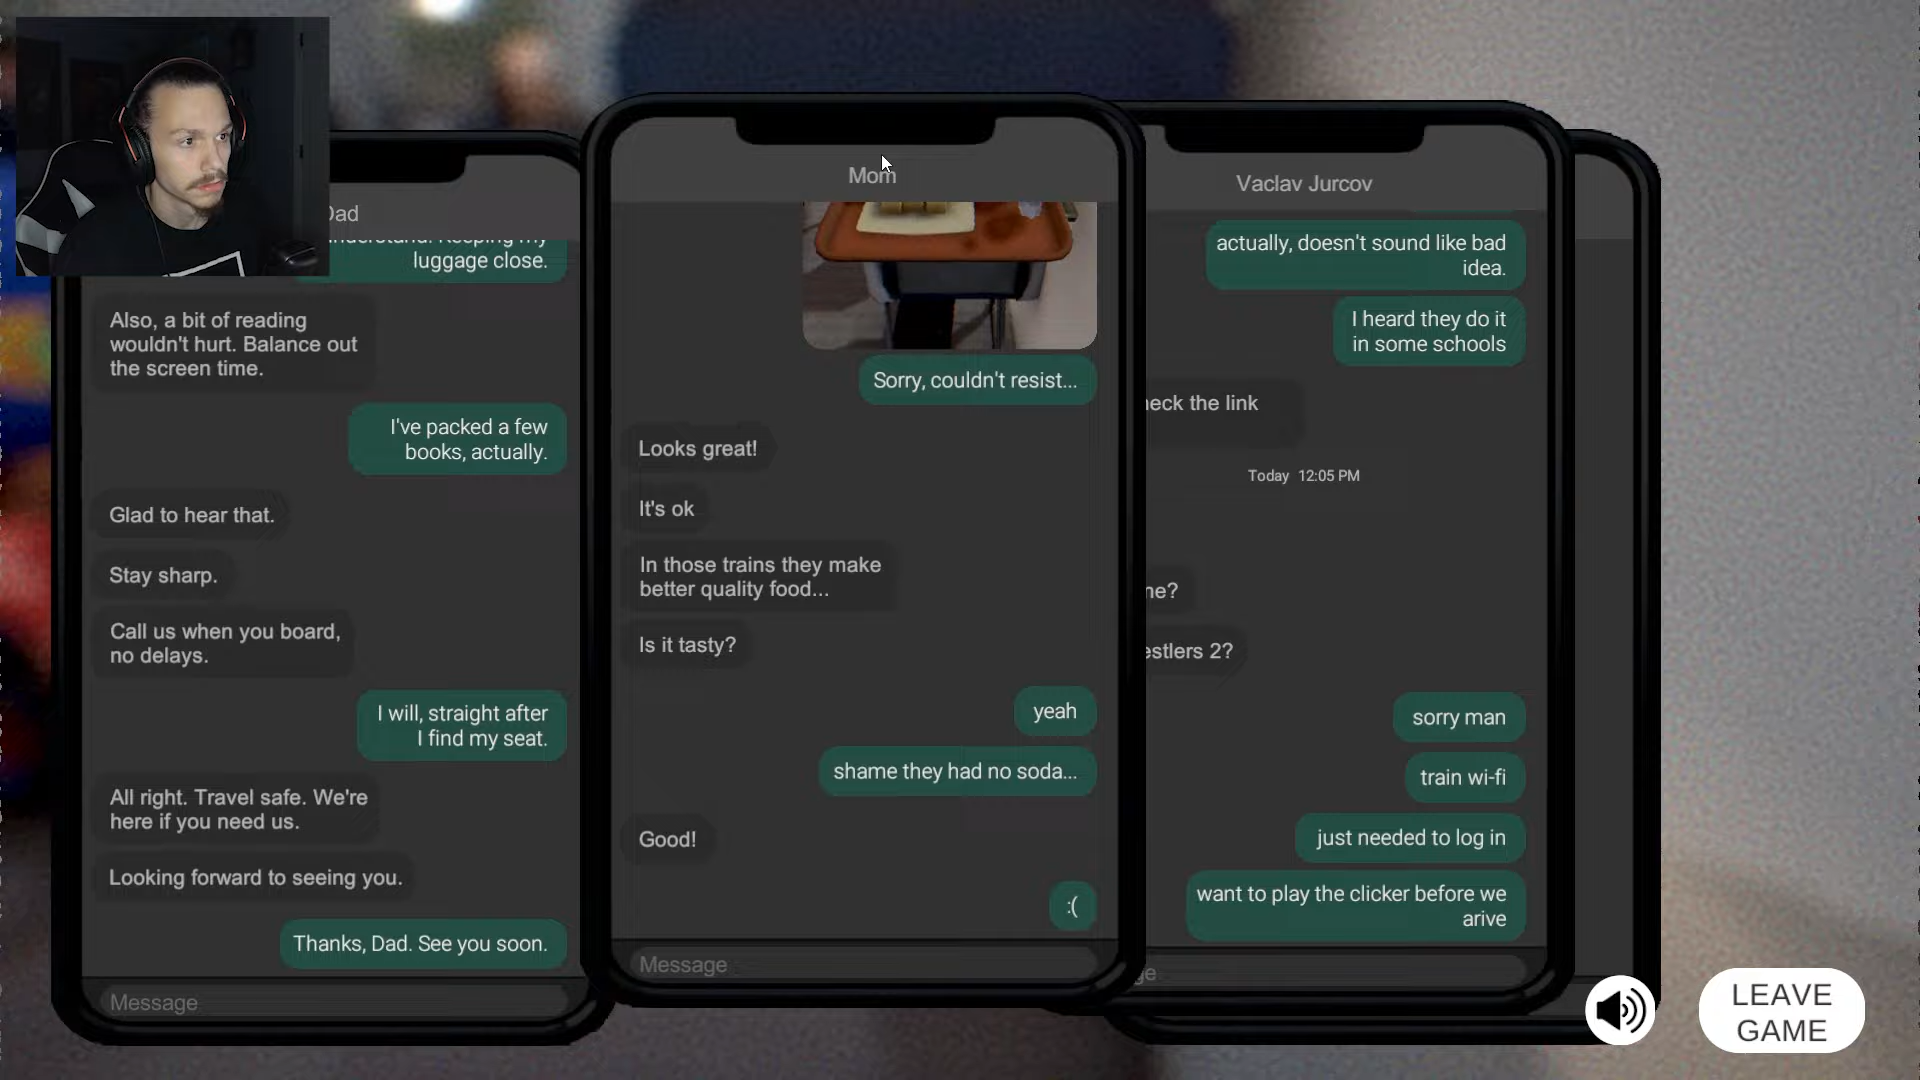 Dad
luggage close.
Also, a bit of reading
wouldn't hurt. Balance out
the screen time.
I've packed a few
books, actually.
Glad to hear that.
Stay sharp.
Call us when you board,
no delays.
I will, straight after
I find my seat.
All right. Travel safe. We're
here if you need us.
Looking forward to seeing you.
Thanks, Dad. See you soon.
Message
Mom
Sorry, couldn't resist...
Looks great!
It's ok
In those trains they make
better quality food...
Is it tasty?
yeah
shame they had no soda...
Good!
:(
Message
Vaclav Jurcov
actually, doesn't sound like bad
idea.
I heard they do it
in some schools
the link
Today 12:05 PM
2?
sorry man
train wi-fi
just needed to log in
want to play the clicker before we
arive
LEAVE
GAME